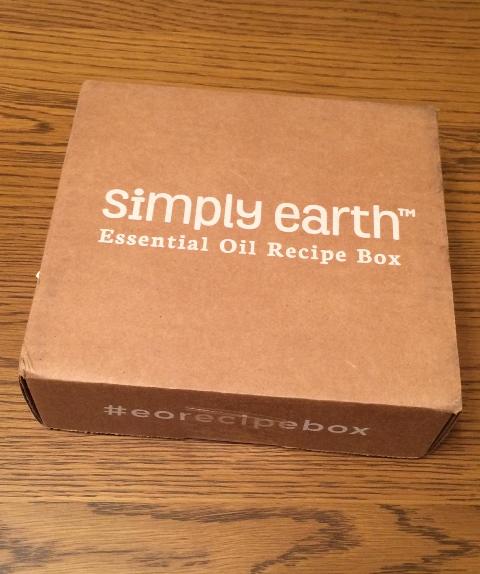 simply earth™
Essential Oil Recipe Box
#eorecipebox